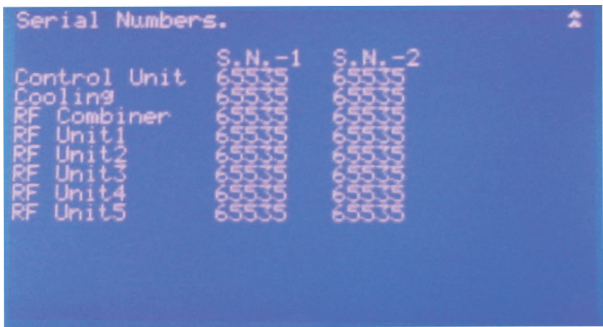 Serial Numbers.
S.N.-1 S.N.-2
Control Unit 65535 65535
Cooling 65535 65535
RF Combiner 65535 65535
RF Unit1 65535 65535
RF Unit2 65535 65535
RF Unit3 65535 65535
RF Unit4 65535 65535
RF Unit5 65535 65535